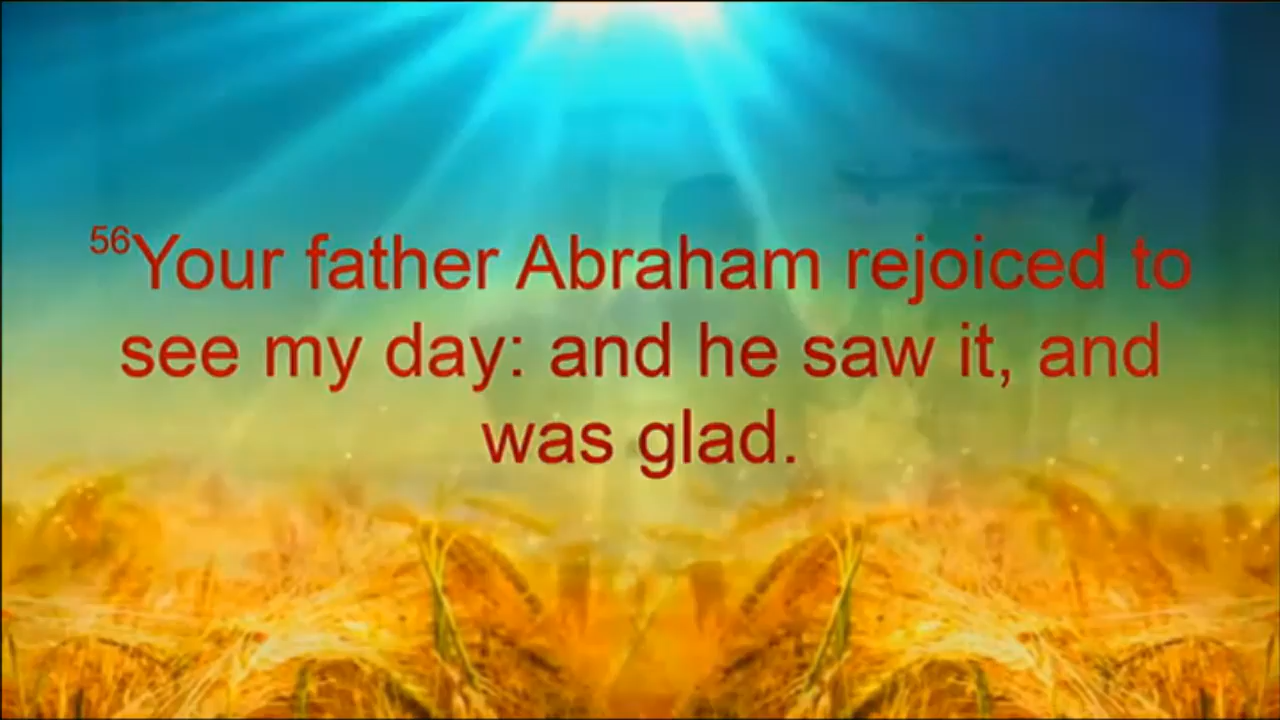 56Your father Abraham rejoiced to
see my day: and he saw it, and
was glad.